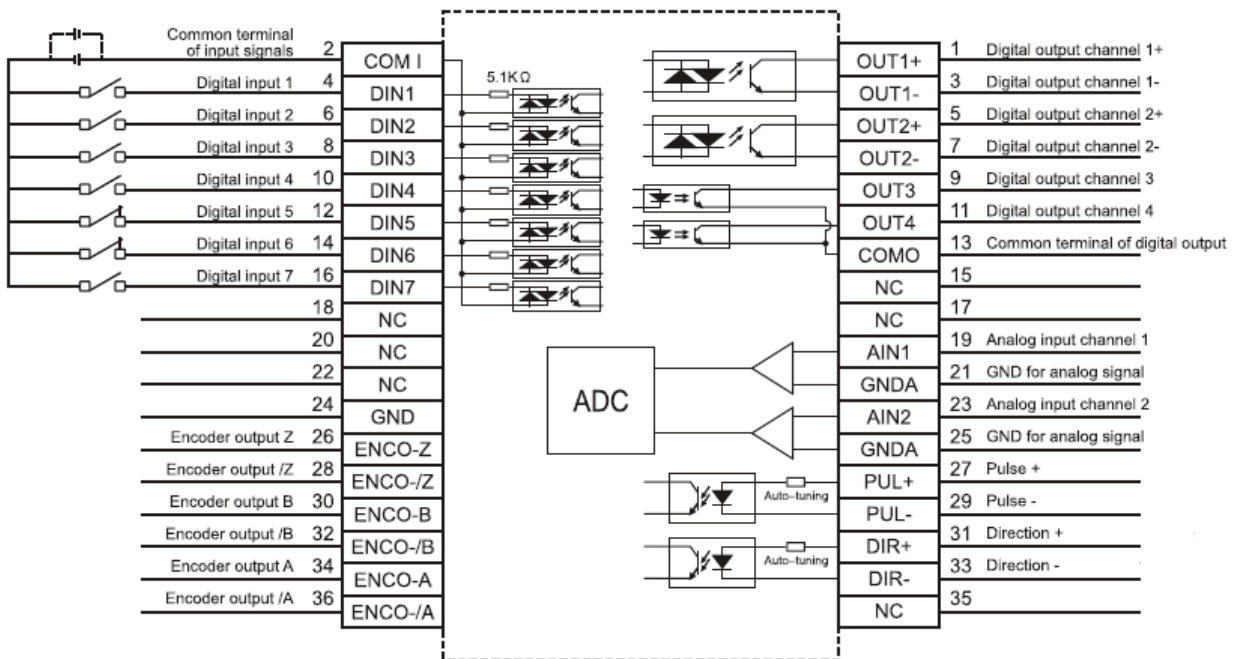 Common terminal
of input signals 2 COM I
Digital input 1 4 DIN1
Digital input 2 6 DIN2
Digital input 3 8 DIN3
Digital input 4 10 DIN4
Digital input 5 12 DIN5
Digital input 6 14 DIN6
Digital input 7 16 DIN7
18 NC
20 NC
22 NC
24 GND
Encoder output Z 26 ENCO-Z
Encoder output /Z 28 ENCO-/Z
Encoder output B 30 ENCO-B
Encoder output /B 32 ENCO-/B
Encoder output A 34 ENCO-A
Encoder output /A 36 ENCO-/A
5.1KΩ
ADC
Auto-tuning
Auto-tuning
OUT1+ 1 Digital output channel 1+
OUT1- 3 Digital output channel 1-
OUT2+ 5 Digital output channel 2+
OUT2- 7 Digital output channel 2-
OUT3 9 Digital output channel 3
OUT4 11 Digital output channel 4
COMO 13 Common terminal of digital output
NC 15
NC 17
AIN1 19 Analog input channel 1
GNDA 21 GND for analog signal
AIN2 23 Analog input channel 2
GNDA 25 GND for analog signal
PUL+ 27 Pulse +
PUL- 29 Pulse -
DIR+ 31 Direction +
DIR- 33 Direction -
NC 35